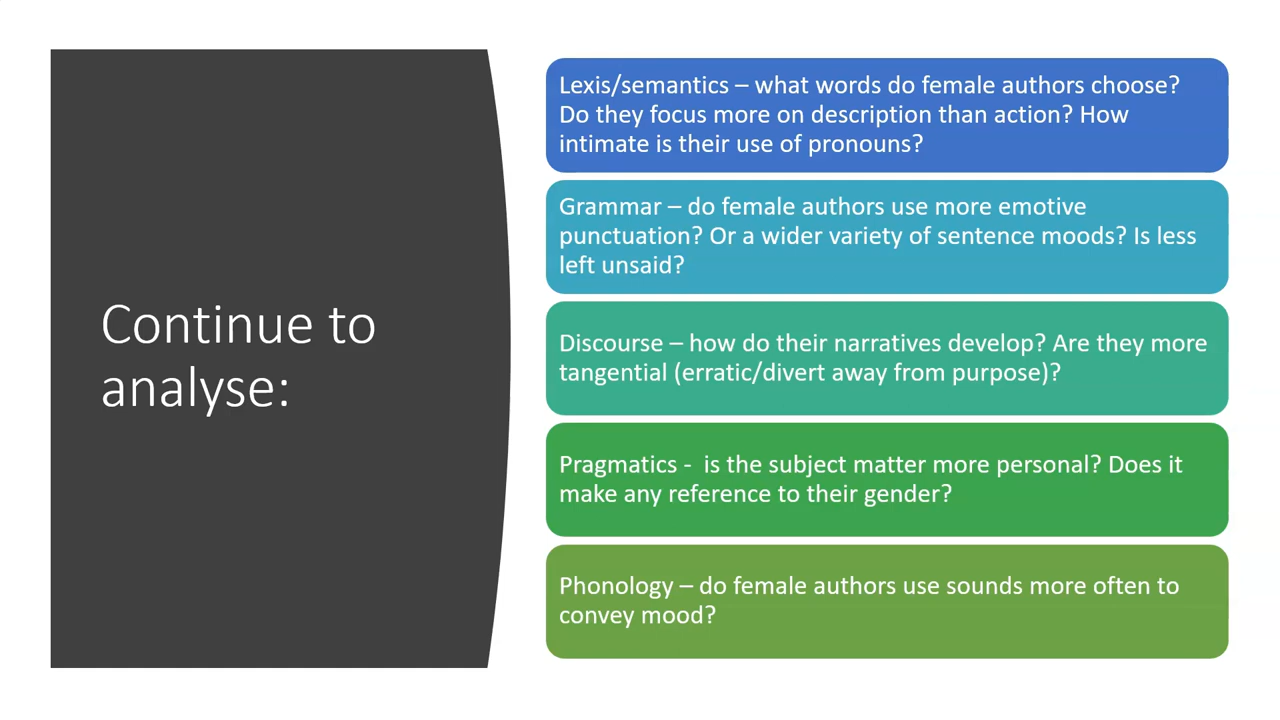 Continue to
analyse:
Lexis/semantics – what words do female authors choose?
Do they focus more on description than action? How
intimate is their use of pronouns?
Grammar – do female authors use more emotive
punctuation? Or a wider variety of sentence moods? Is less
left unsaid?
Discourse – how do their narratives develop? Are they more
tangential (erratic/divert away from purpose)?
Pragmatics -  is the subject matter more personal? Does it
make any reference to their gender?
Phonology – do female authors use sounds more often to
convey mood?